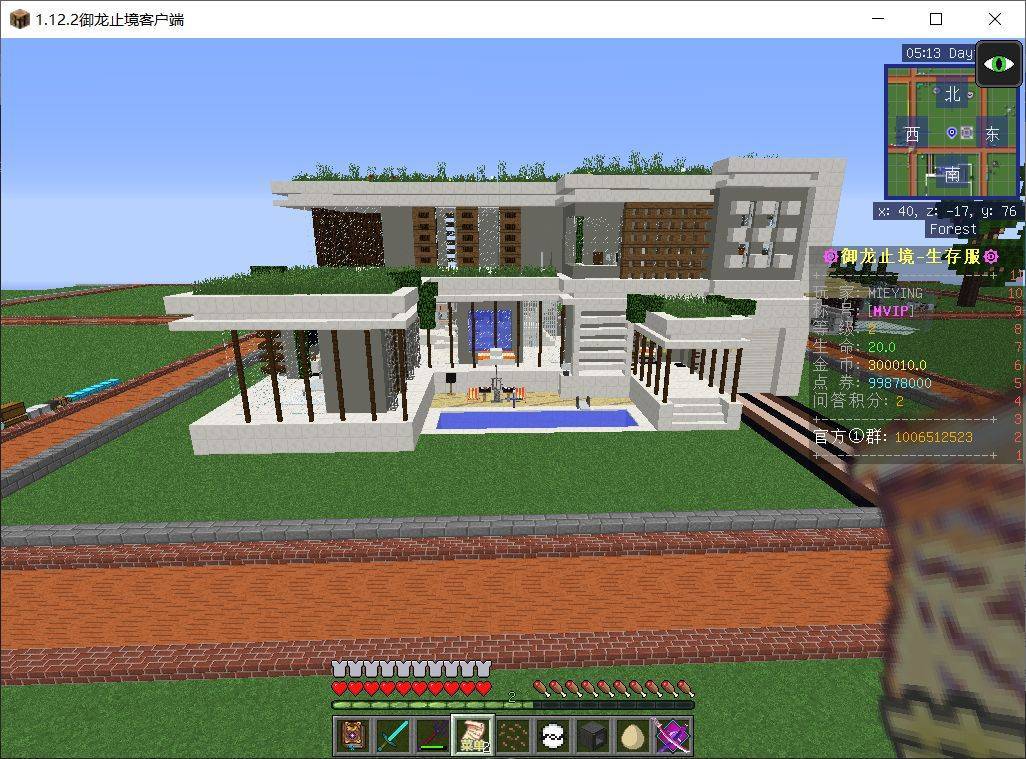 1.12.2御龙止境客户端
05:13 Day
北
西
东
南
x: 40, z: -17, y: 76
Forest
御龙止境-生存服
+------------------+ 11
玩 家: MIEYING 10
称 号: [MVIP] 9
等 级: 2 8
生 命: 20.0 7
金 币: 300010.0 6
点 券: 99878000 5
问答积分: 2 4
+------------------+ 3
官方①群: 1006512523 2
+------------------+ 1
2
菜单
2